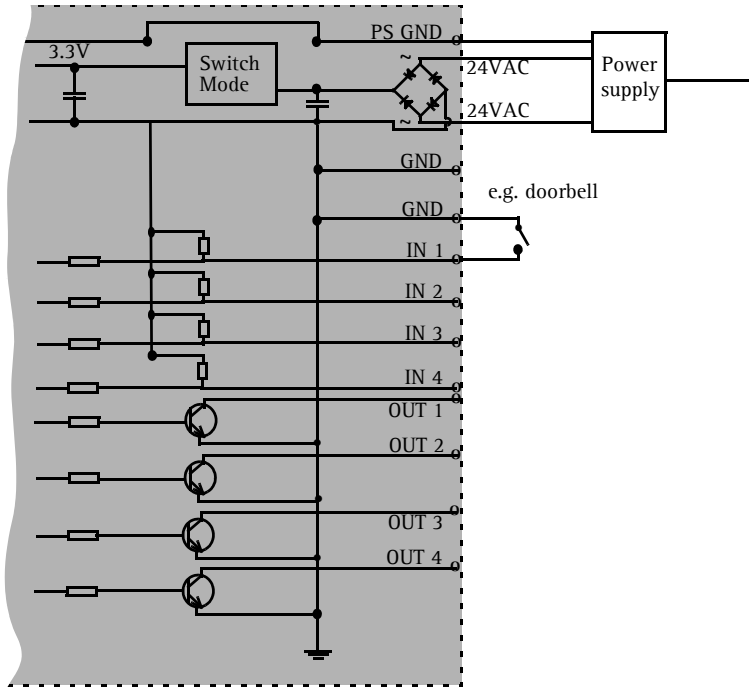 PS GND
3.3V
Switch
Mode
~
24VAC
Power
supply
24VAC
~
GND
GND
e.g. doorbell
IN 1
IN 2
IN 3
IN 4
OUT 1
OUT 2
OUT 3
OUT 4